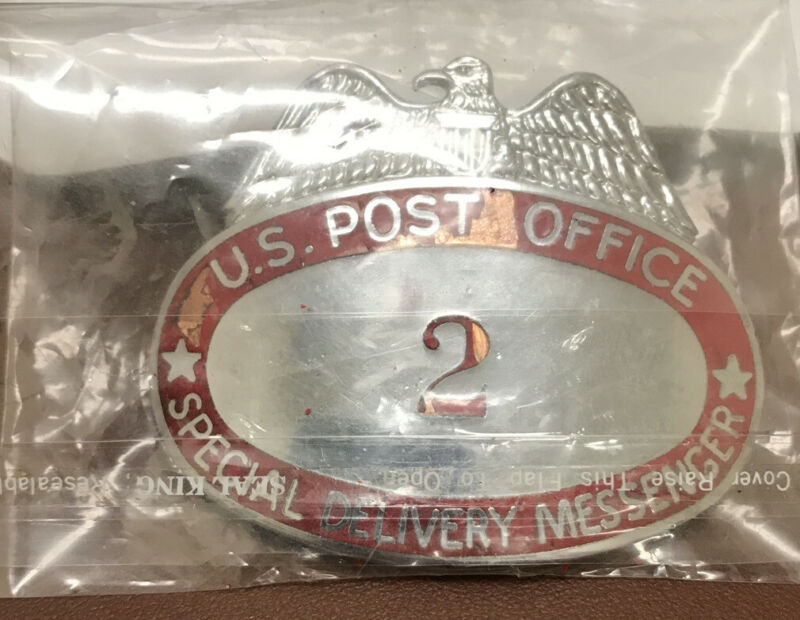 U.S. POST OFFICE
2
SPECIAL DELIVERY MESSENGER
Cover Raise This Flap to Open SEAL KING